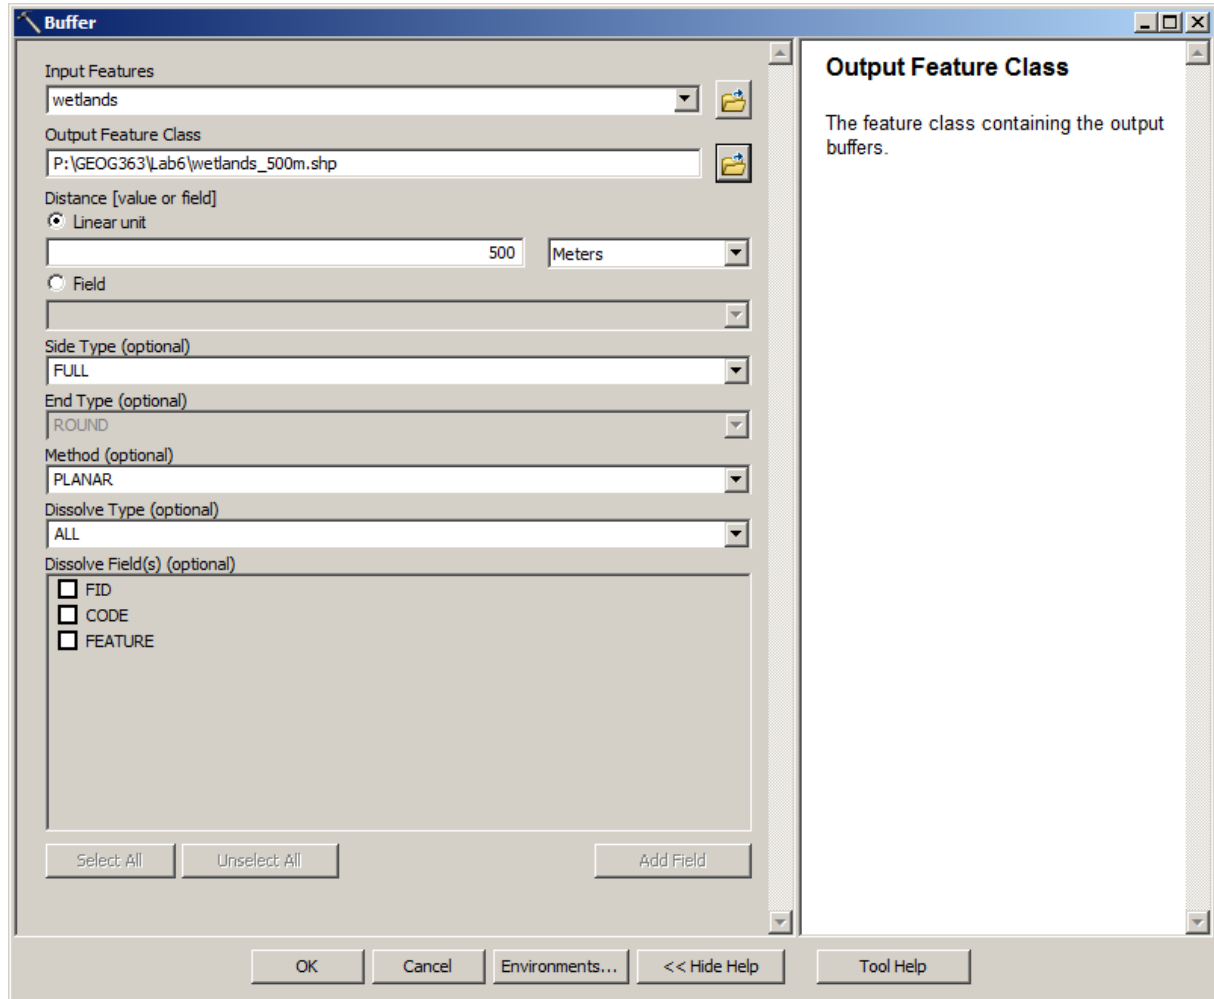 Buffer
Input Features
wetlands
Output Feature Class
P:\GEOG363\Lab6\wetlands_500m.shp
Distance [value or field]
Linear unit
500 Meters
Field
Side Type (optional)
FULL
End Type (optional)
ROUND
Method (optional)
PLANAR
Dissolve Type (optional)
ALL
Dissolve Field(s) (optional)
FID
CODE
FEATURE
Select All Unselect All Add Field
Output Feature Class
The feature class containing the output
buffers.
OK Cancel Environments... << Hide Help Tool Help